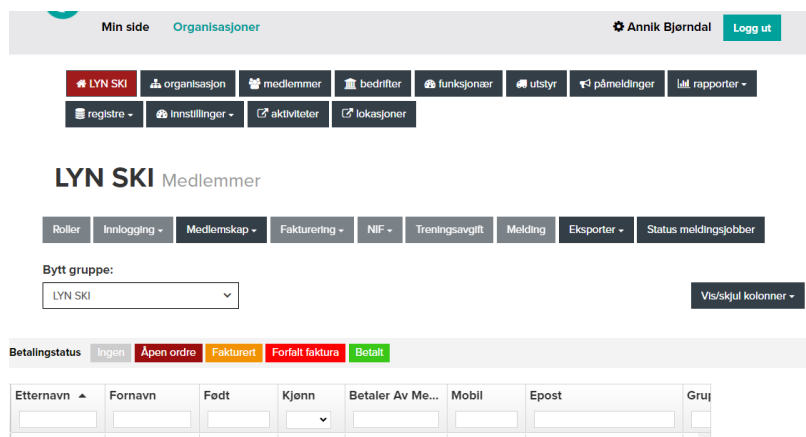 Min side Organisasjoner Annik Bjørndal Logg ut
LYN SKI organisasjon medlemmer bedrifter funksjonær utstyr påmeldinger rapporter
registre innstillinger aktiviteter lokasjoner
LYN SKI Medlemmer
Roller Innlogging Medlemskap Fakturering NIF Treningsavgift Melding Eksporter Status meldingsjobber
Bytt gruppe:
LYN SKI
Vis/skjul kolonner
Betalingstatus Ingen Åpen ordre Fakturert Forfalt faktura Betalt
Etternavn Fornavn Født Kjønn Betaler Av Me... Mobil Epost